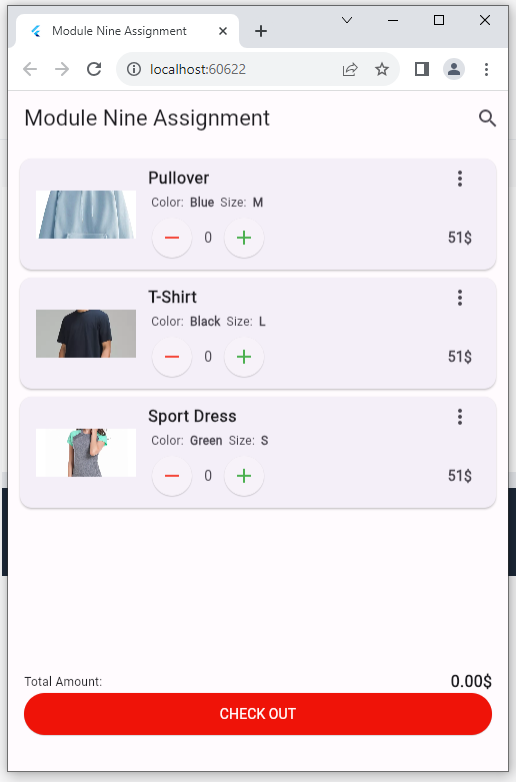 Module Nine Assignment
localhost:60622
Module Nine Assignment
Pullover
Color: Blue Size: M
0 51$
T-Shirt
Color: Black Size: L
0 51$
Sport Dress
Color: Green Size: S
0 51$
Total Amount: 0.00$
CHECK OUT